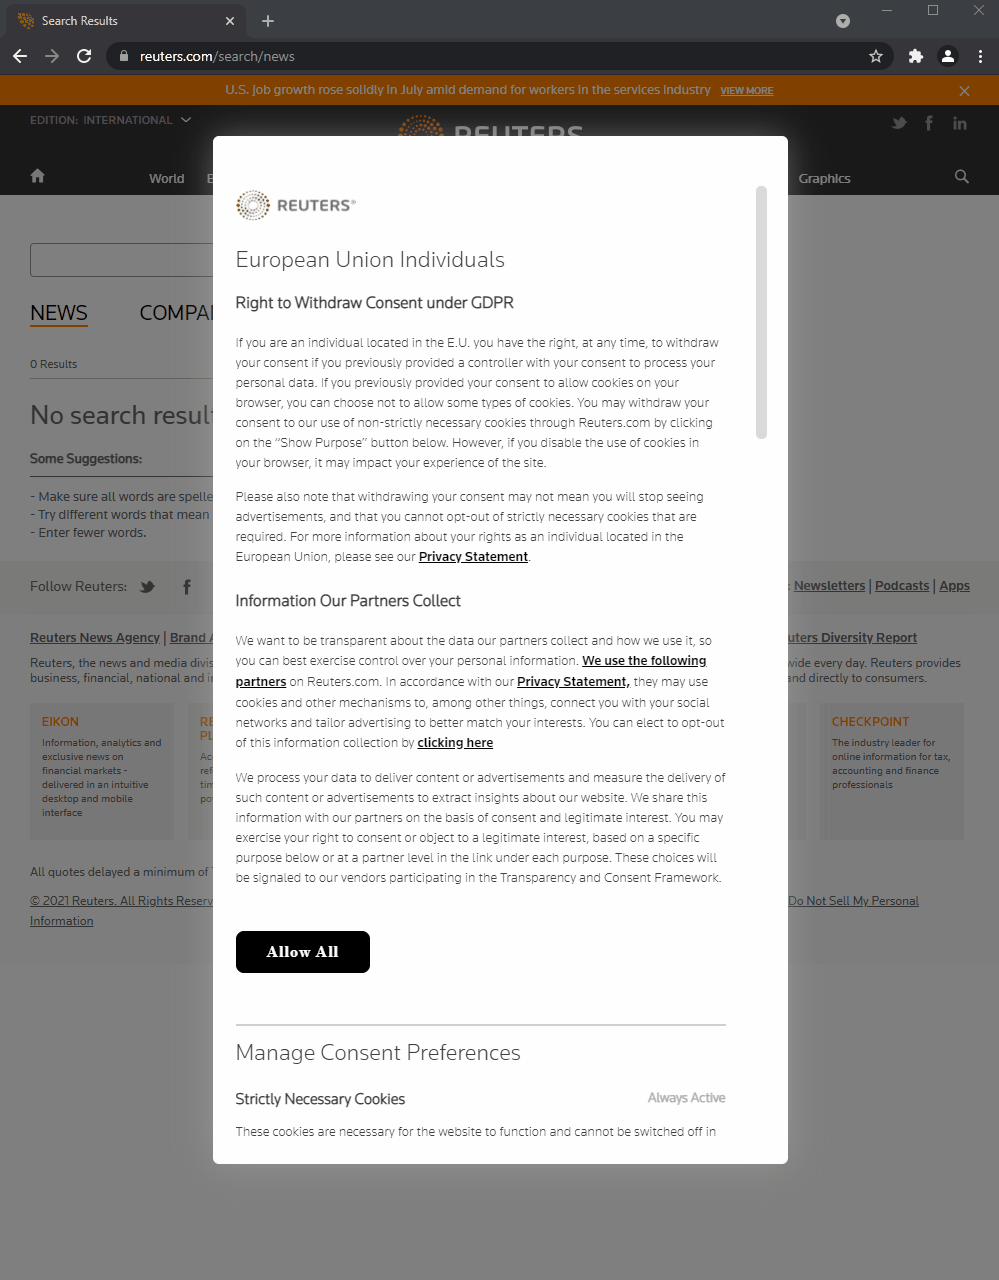 Search Results
reuters.com/search/news
U.S. job growth rose solidly in July amid demand for workers in the services industry VIEW MORE
EDITION: INTERNATIONAL
REUTERS
World
Graphics
REUTERS®
European Union Individuals
Right to Withdraw Consent under GDPR
If you are an individual located in the E.U. you have the right, at any time, to withdraw
your consent if you previously provided a controller with your consent to process your
personal data. If you previously provided your consent to allow cookies on your
browser, you can choose not to allow some types of cookies. You may withdraw your
consent to our use of non-strictly necessary cookies through Reuters.com by clicking
on the “Show Purpose” button below. However, if you disable the use of cookies in
your browser, it may impact your experience of the site.
Please also note that withdrawing your consent may not mean you will stop seeing
advertisements, and that you cannot opt-out of strictly necessary cookies that are
required. For more information about your rights as an individual located in the
European Union, please see our Privacy Statement.
Information Our Partners Collect
We want to be transparent about the data our partners collect and how we use it, so
you can best exercise control over your personal information. We use the following
partners on Reuters.com. In accordance with our Privacy Statement, they may use
cookies and other mechanisms to, among other things, connect you with your social
networks and tailor advertising to better match your interests. You can elect to opt-out
of this information collection by clicking here
We process your data to deliver content or advertisements and measure the delivery of
such content or advertisements to extract insights about our website. We share this
information with our partners on the basis of consent and legitimate interest. You may
exercise your right to consent or object to a legitimate interest, based on a specific
purpose below or at a partner level in the link under each purpose. These choices will
be signaled to our vendors participating in the Transparency and Consent Framework.
Allow All
Manage Consent Preferences
Strictly Necessary Cookies
Always Active
These cookies are necessary for the website to function and cannot be switched off in
NEWS
COMPA
0 Results
No search resul
Some Suggestions:
- Make sure all words are spelle
- Try different words that mean
- Enter fewer words.
Follow Reuters:
: Newsletters | Podcasts | Apps
Reuters News Agency | Brand
uters Diversity Report
Reuters, the news and media divis
wide every day. Reuters provides
business, financial, national and in
and directly to consumers.
EIKON
Information, analytics and
exclusive news on
financial markets -
delivered in an intuitive
desktop and mobile
interface
CHECKPOINT
The industry leader for
online information for tax,
accounting and finance
professionals
All quotes delayed a minimum of
© 2021 Reuters. All Rights Reserv
Do Not Sell My Personal
Information